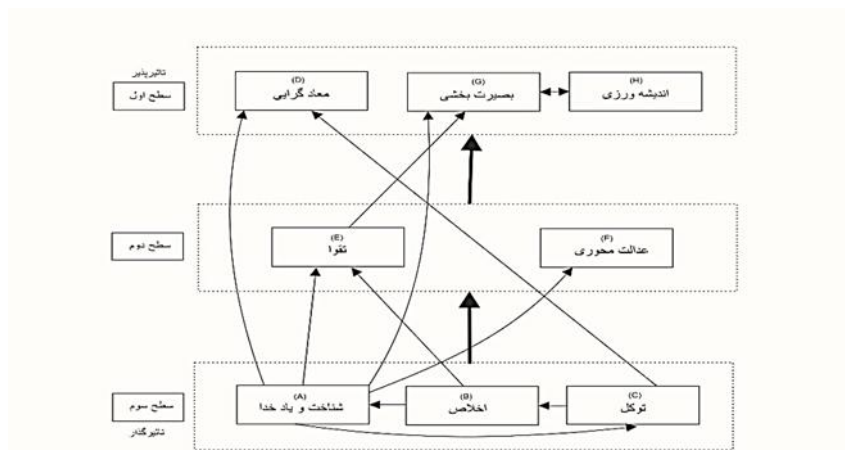 تاثیرپذیر
سطح اول
(D)
معاد گرایی
(G)
بصیرت بخشی
(H)
اندیشه ورزی
سطح دوم
(E)
تقوا
(F)
عدالت محوری
سطح سوم
تاثیرگذار
(A)
شناخت و یاد خدا
(B)
اخلاص
(C)
توکل